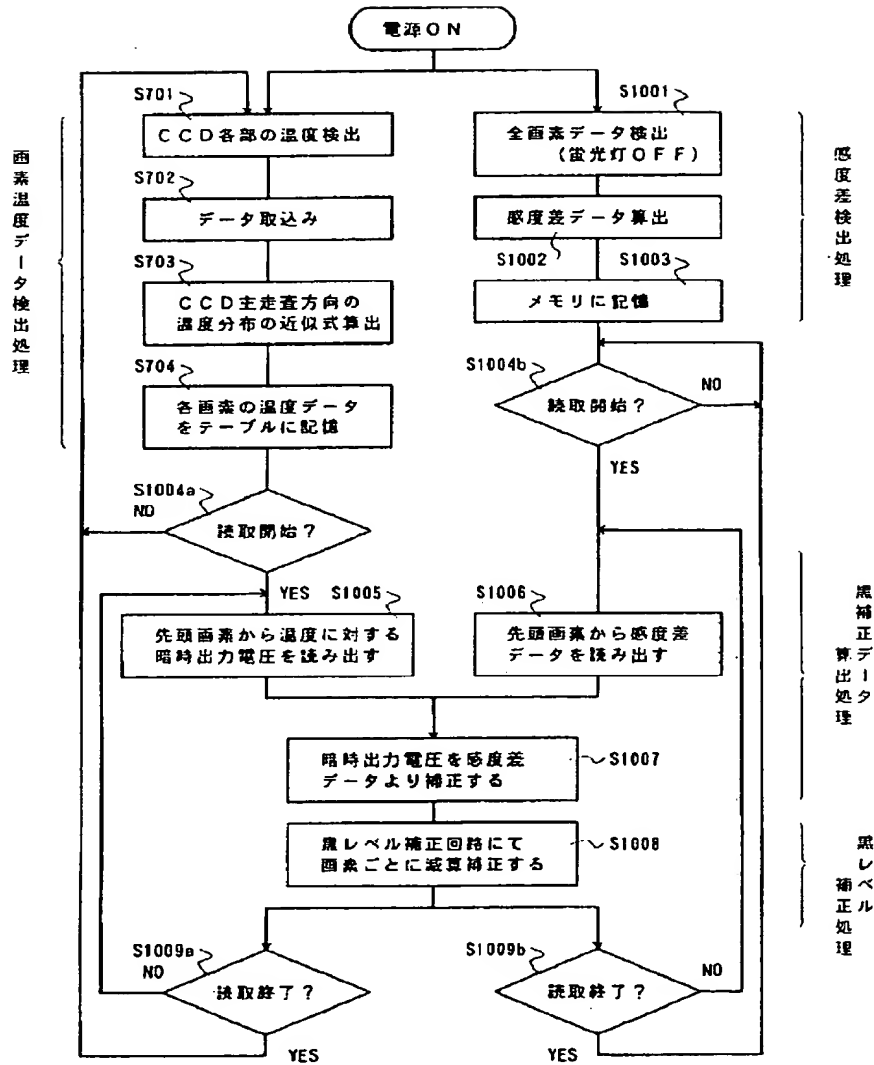 電源ON
S701
CCD各部の温度検出
S702
データ取込み
S703
CCD主走査方向の
温度分布の近似式算出
S704
各画素の温度データ
をテーブルに記憶
画素温度データ検出処理
S1001
全画素データ検出
(蛍光灯OFF)
感度差データ算出
S1002
S1003
メモリに記憶
感度差検出処理
S1004b
読取開始?
NO
YES
S1004a
NO
読取開始?
YES
S1005
先頭画素から温度に対する
暗時出力電圧を読み出す
S1006
先頭画素から感度差
データを読み出す
黒補正データ
算出処理
暗時出力電圧を感度差
データより補正する
S1007
黒レベル補正回路にて
画素ごとに減算補正する
S1008
黒レベル
補正処理
S1009a
NO
読取終了?
YES
S1009b
読取終了?
NO
YES